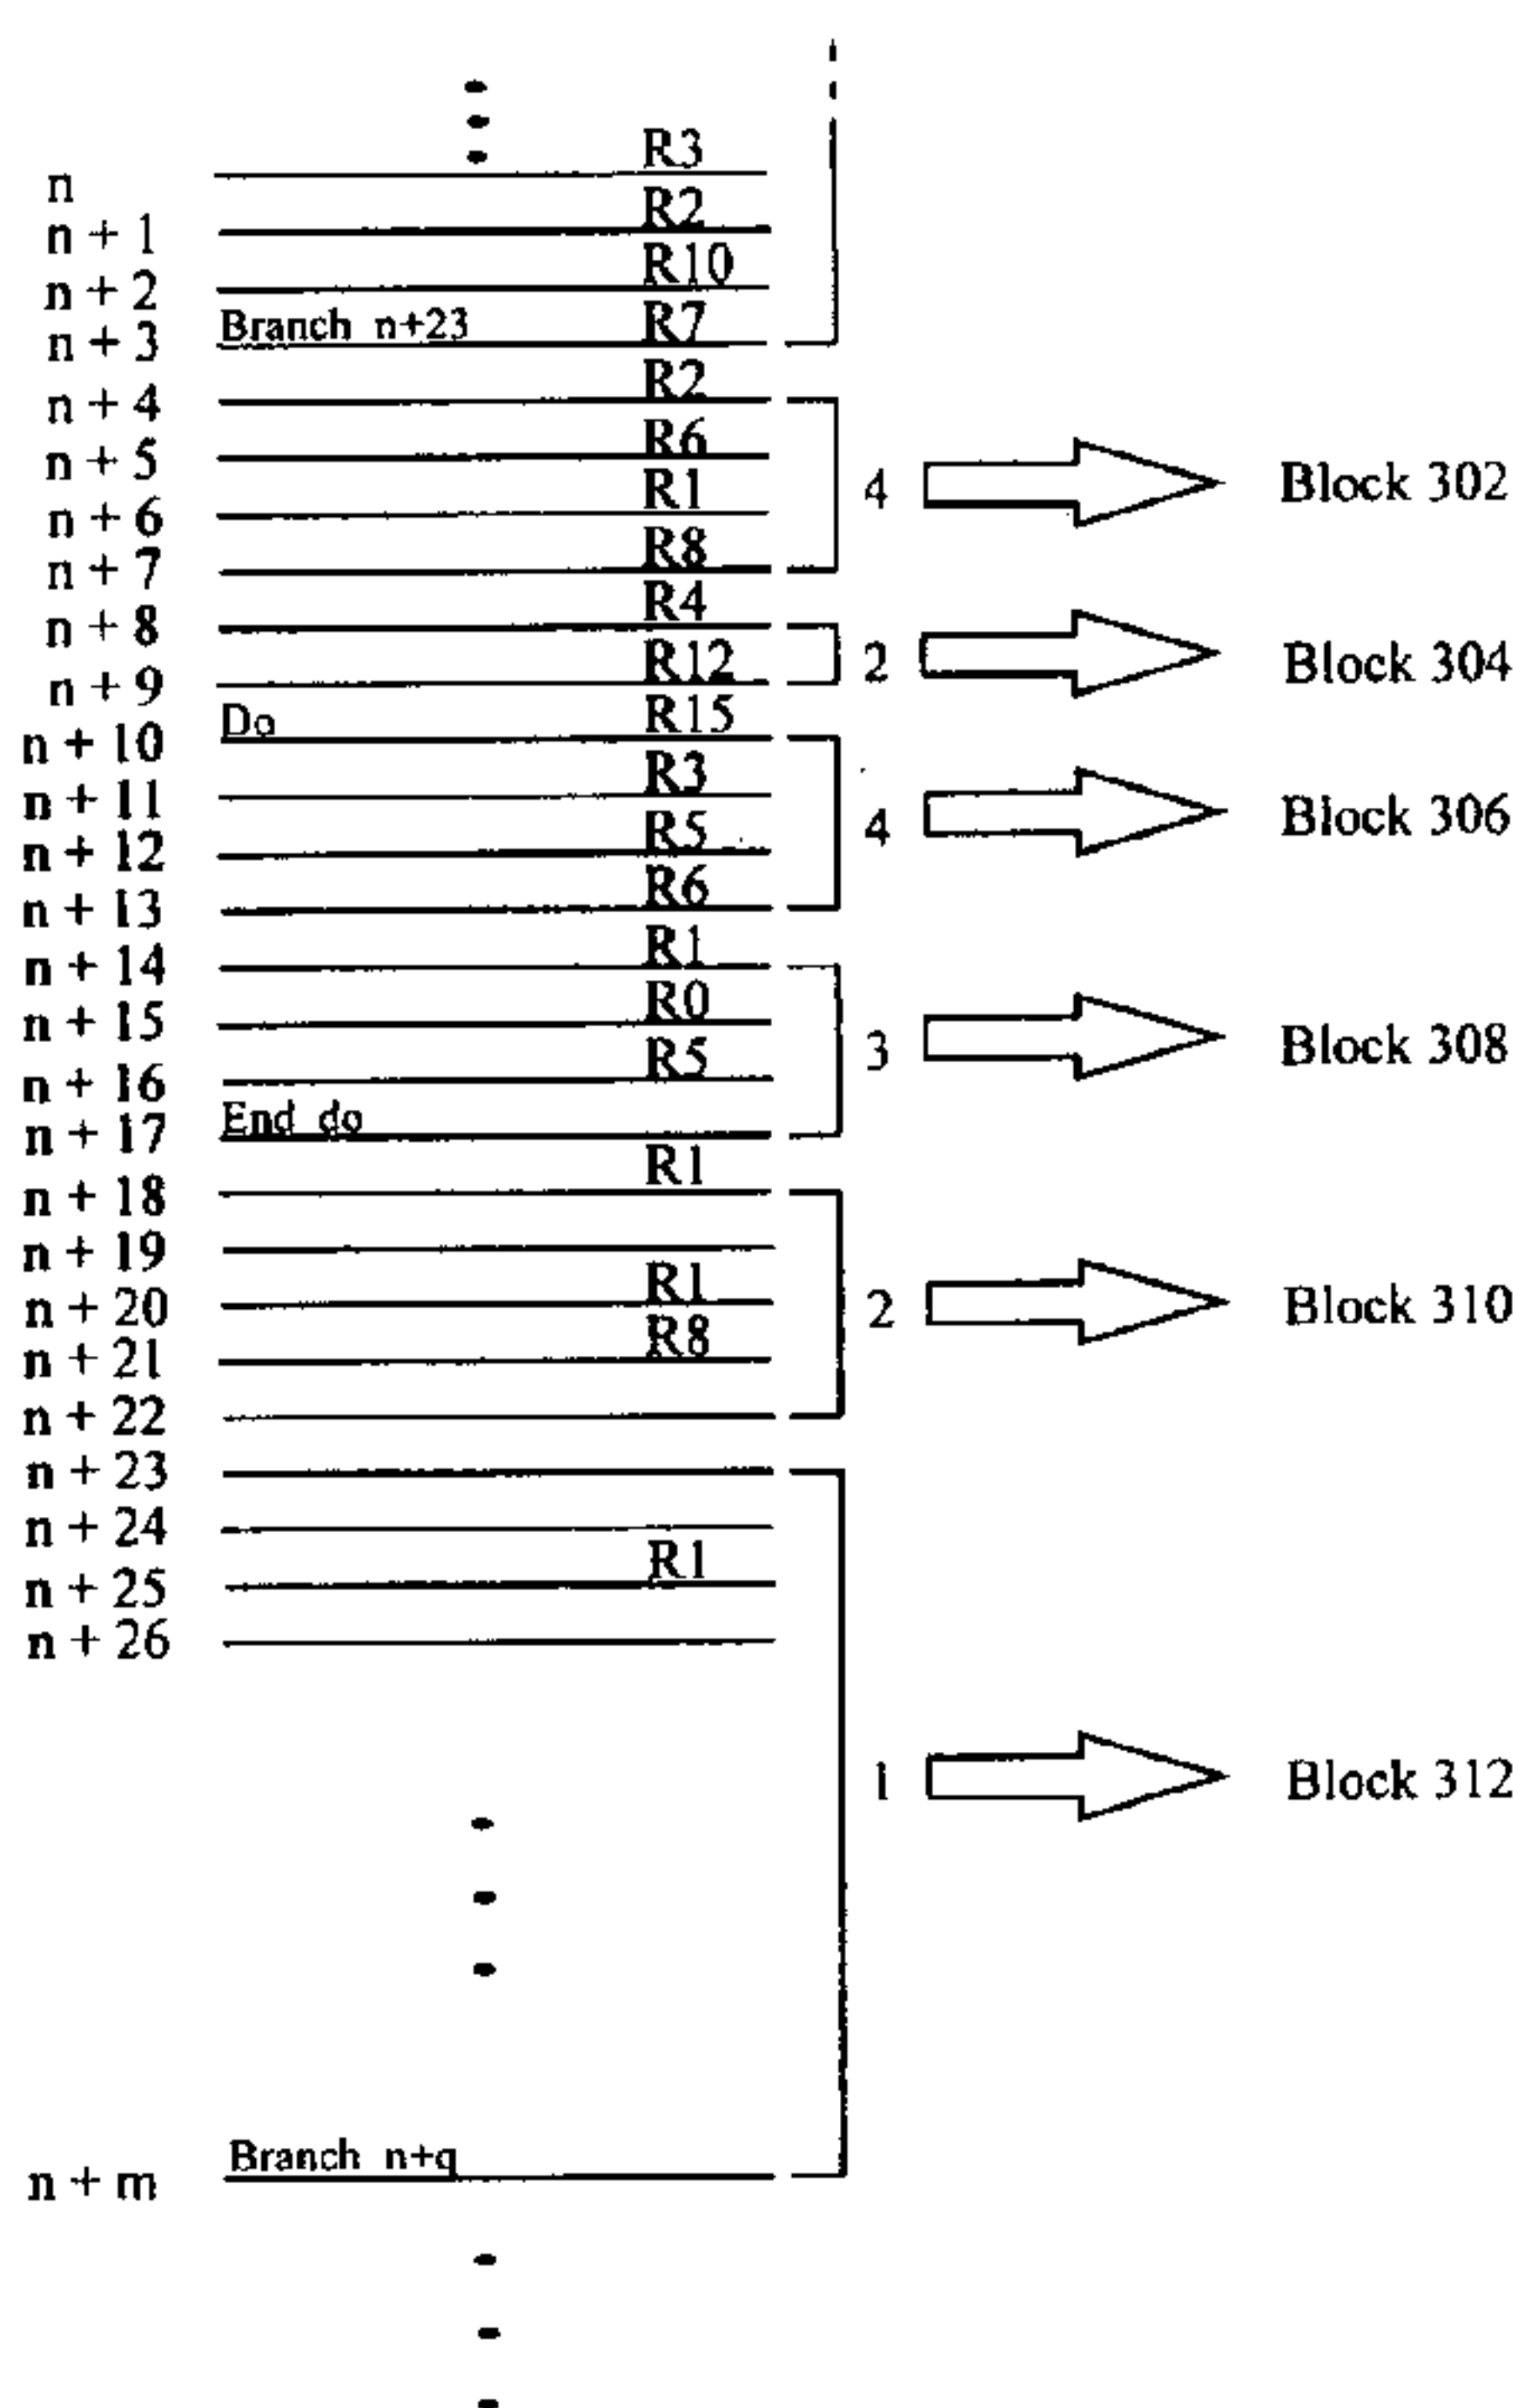 n R3
n + 1 R2
n + 2 R10
n + 3 Branch n+23 R7
n + 4 R2
n + 5 R6
n + 6 R1
4 Block 302
n + 7 R8
n + 8 R4
n + 9 R12
2 Block 304
n + 10 Do R15
n + 11 R3
n + 12 R5
4 Block 306
n + 13 R6
n + 14 R1
n + 15 R0
n + 16 R5
3 Block 308
n + 17 End do
n + 18 R1
n + 19
n + 20 R1
2 Block 310
n + 21 R8
n + 22
n + 23
n + 24
n + 25 R1
n + 26
1 Block 312
n + m Branch n+q